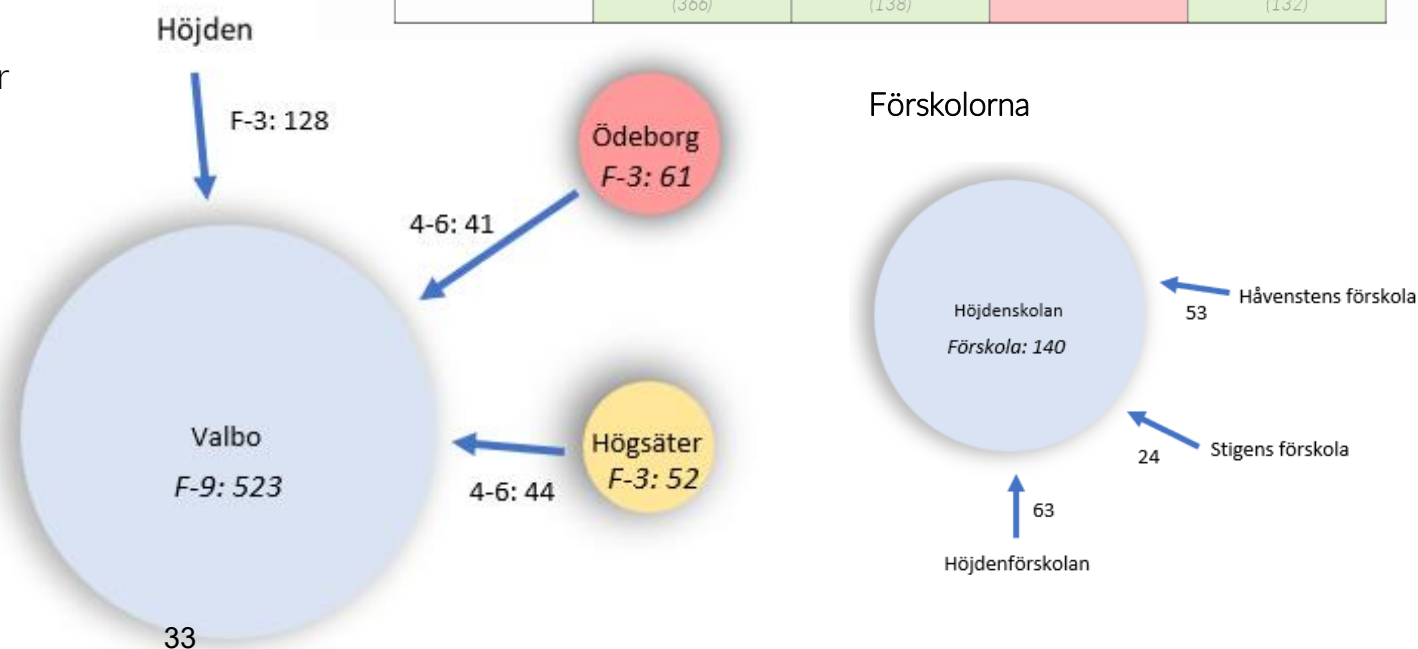 (366) (138) (132)
Höjden
r
F-3: 128
Ödeborg
F-3: 61
4-6: 41
Valbo
F-9: 523
Högsäter
F-3: 52
4-6: 44
33
Förskolorna
Höjdenskolan
Förskola: 140
Håvenstens förskola
53
Stigens förskola
24
63
Höjdenförskolan